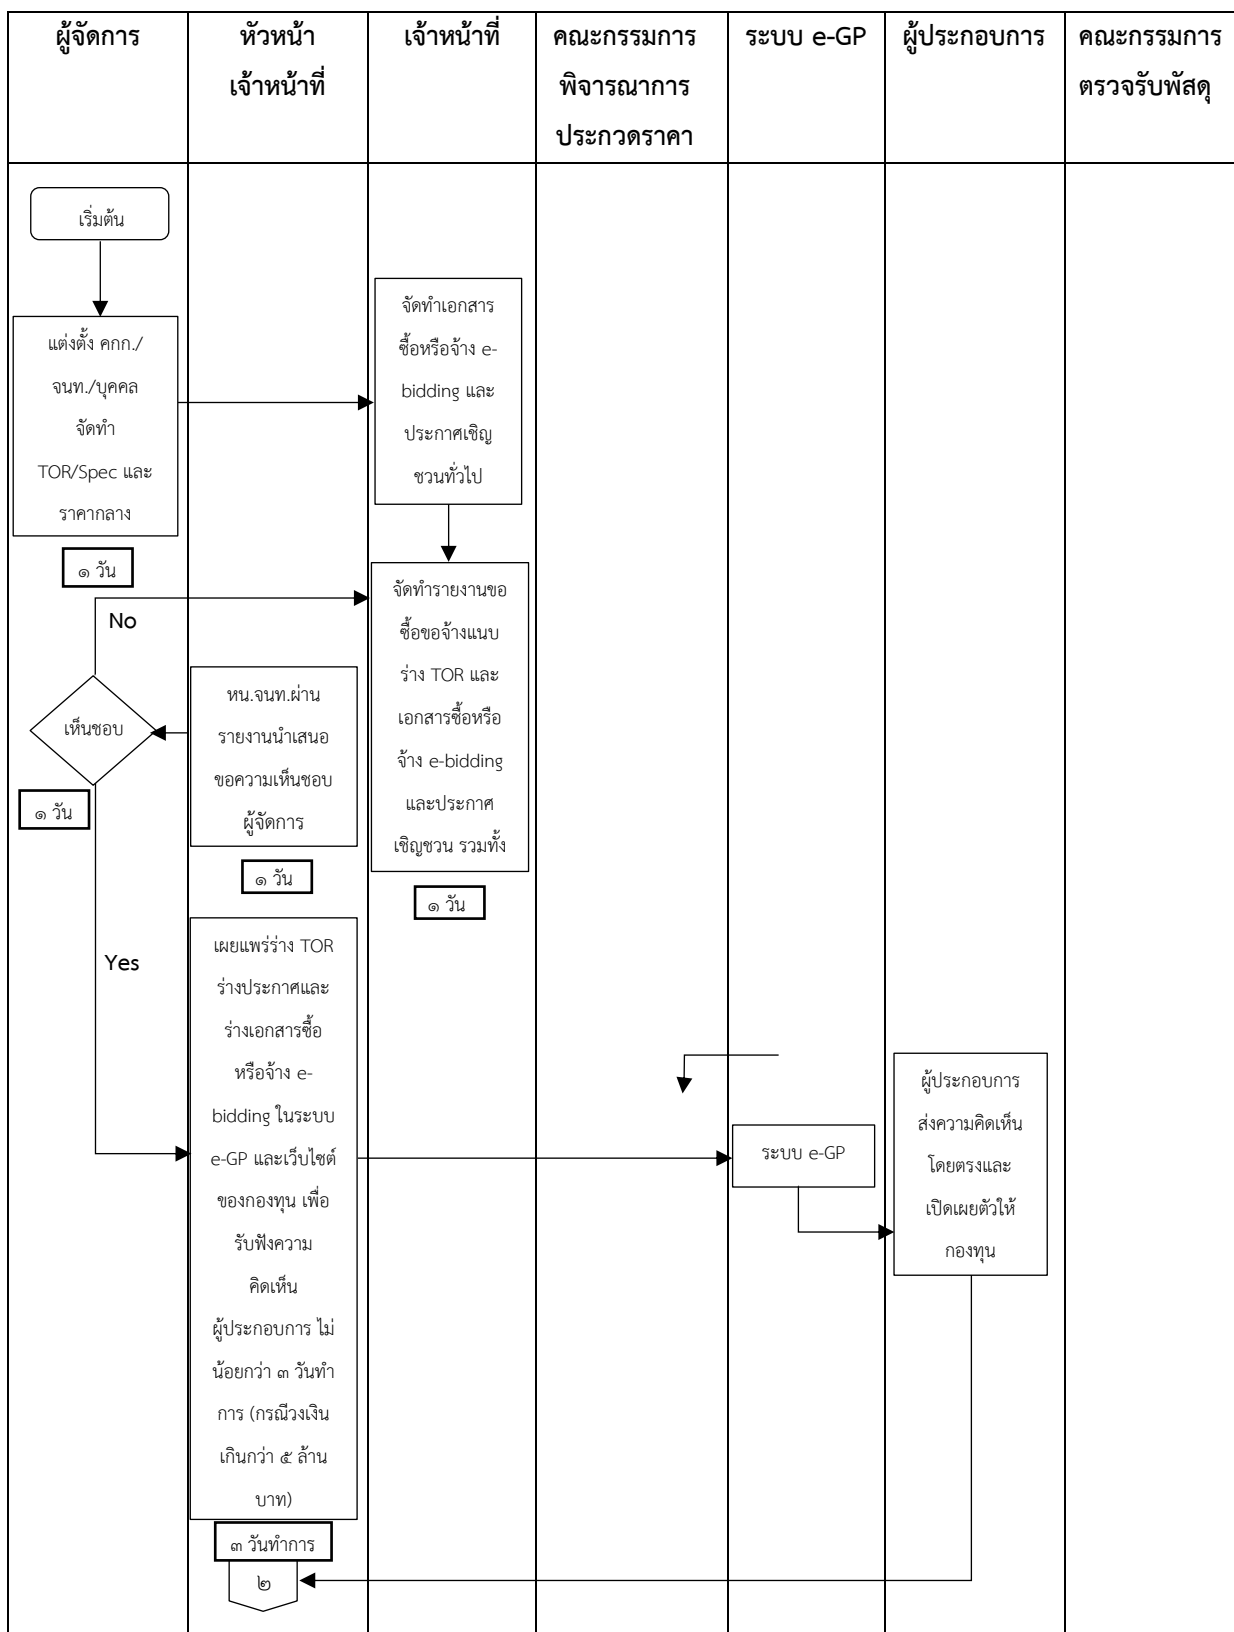 ผู้จัดการ
หัวหน้า
เจ้าหน้าที่
เจ้าหน้าที่
คณะกรรมการ
พิจารณาการ
ประกวดราคา
ระบบ e-GP
ผู้ประกอบการ
คณะกรรมการ
ตรวจรับพัสดุ
เริ่มต้น
แต่งตั้ง คกก./
จนท./บุคคล
จัดทำ
TOR/Spec และ
ราคากลาง
๑ วัน
จัดทำเอกสาร
ซื้อหรือจ้าง e-
bidding และ
ประกาศเชิญ
ชวนทั่วไป
จัดทำรายงานขอ
ซื้อขอจ้างแนบ
ร่าง TOR และ
เอกสารซื้อหรือ
จ้าง e-bidding
และประกาศ
เชิญชวน รวมทั้ง
๑ วัน
หน.จนท.ผ่าน
รายงานนำเสนอ
ขอความเห็นชอบ
ผู้จัดการ
๑ วัน
No
เห็นชอบ
๑ วัน
Yes
เผยแพร่ร่าง TOR
ร่างประกาศและ
ร่างเอกสารซื้อ
หรือจ้าง e-
bidding ในระบบ
e-GP และเว็บไซต์
ของกองทุน เพื่อ
รับฟังความ
คิดเห็น
ผู้ประกอบการ ไม่
น้อยกว่า ๓ วันทำ
การ (กรณีวงเงิน
เกินกว่า ๕ ล้าน
บาท)
๓ วันทำการ
ระบบ e-GP
ผู้ประกอบการ
ส่งความคิดเห็น
โดยตรงและ
เปิดเผยตัวให้
กองทุน
๒